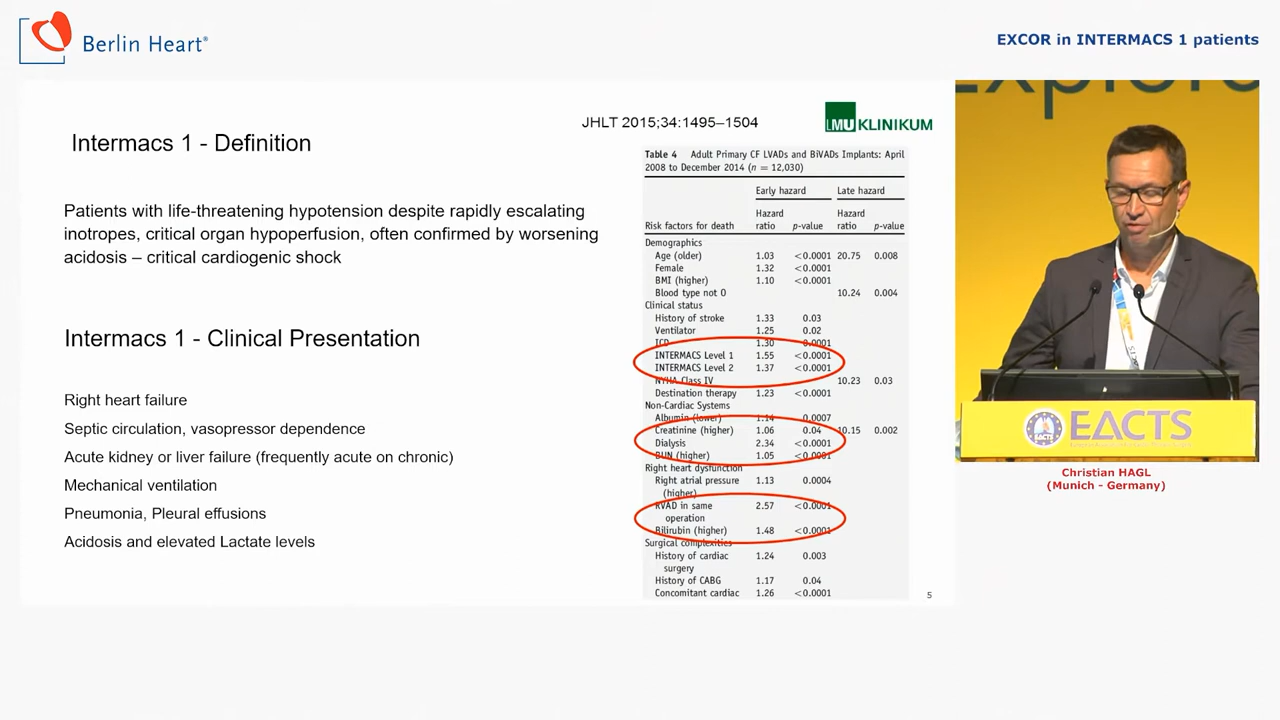 Berlin Heart®
EXCOR in INTERMACS 1 patients
Intermacs 1 - Definition
Patients with life-threatening hypotension despite rapidly escalating
inotropes, critical organ hypoperfusion, often confirmed by worsening
acidosis – critical cardiogenic shock
Intermacs 1 - Clinical Presentation
Right heart failure
Septic circulation, vasopressor dependence
Acute kidney or liver failure (frequently acute on chronic)
Mechanical ventilation
Pneumonia, Pleural effusions
Acidosis and elevated Lactate levels
JHLT 2015;34:1495–1504
LMU KLINIKUM
Table 4 Adult Primary CF LVADs and BiVADs Implants: April
2008 to December 2014 (n = 12,030)
Early hazard Late hazard
Hazard Hazard
Risk factors for death ratio p-value ratio p-value
Demographics
Age (older) 1.03 <0.0001 20.75 0.008
Female 1.32 <0.0001
BMI (higher) 1.10 <0.0001
Blood type not O 10.24 0.004
Clinical status
History of stroke 1.33 0.03
Ventilator 1.25 0.02
ICD 1.30 0.0001
INTERMACS Level 1 1.55 <0.0001
INTERMACS Level 2 1.37 <0.0001
NYHA Class IV 10.23 0.03
Destination therapy 1.23 <0.0001
Non-Cardiac Systems
Albumin (lower) 1.14 0.0007
Creatinine (higher) 1.06 0.04 10.15 0.002
Dialysis 2.34 <0.0001
BUN (higher) 1.05 <0.0001
Right heart dysfunction
Right atrial pressure 1.13 0.0004
(higher)
RVAD in same 2.57 <0.0001
operation
Bilirubin (higher) 1.48 <0.0001
Surgical complexities
History of cardiac 1.24 0.003
surgery
History of CABG 1.17 0.04
Concomitant cardiac 1.26 <0.0001
5
EACTS
EACTS
Christian HAGL
(Munich - Germany)